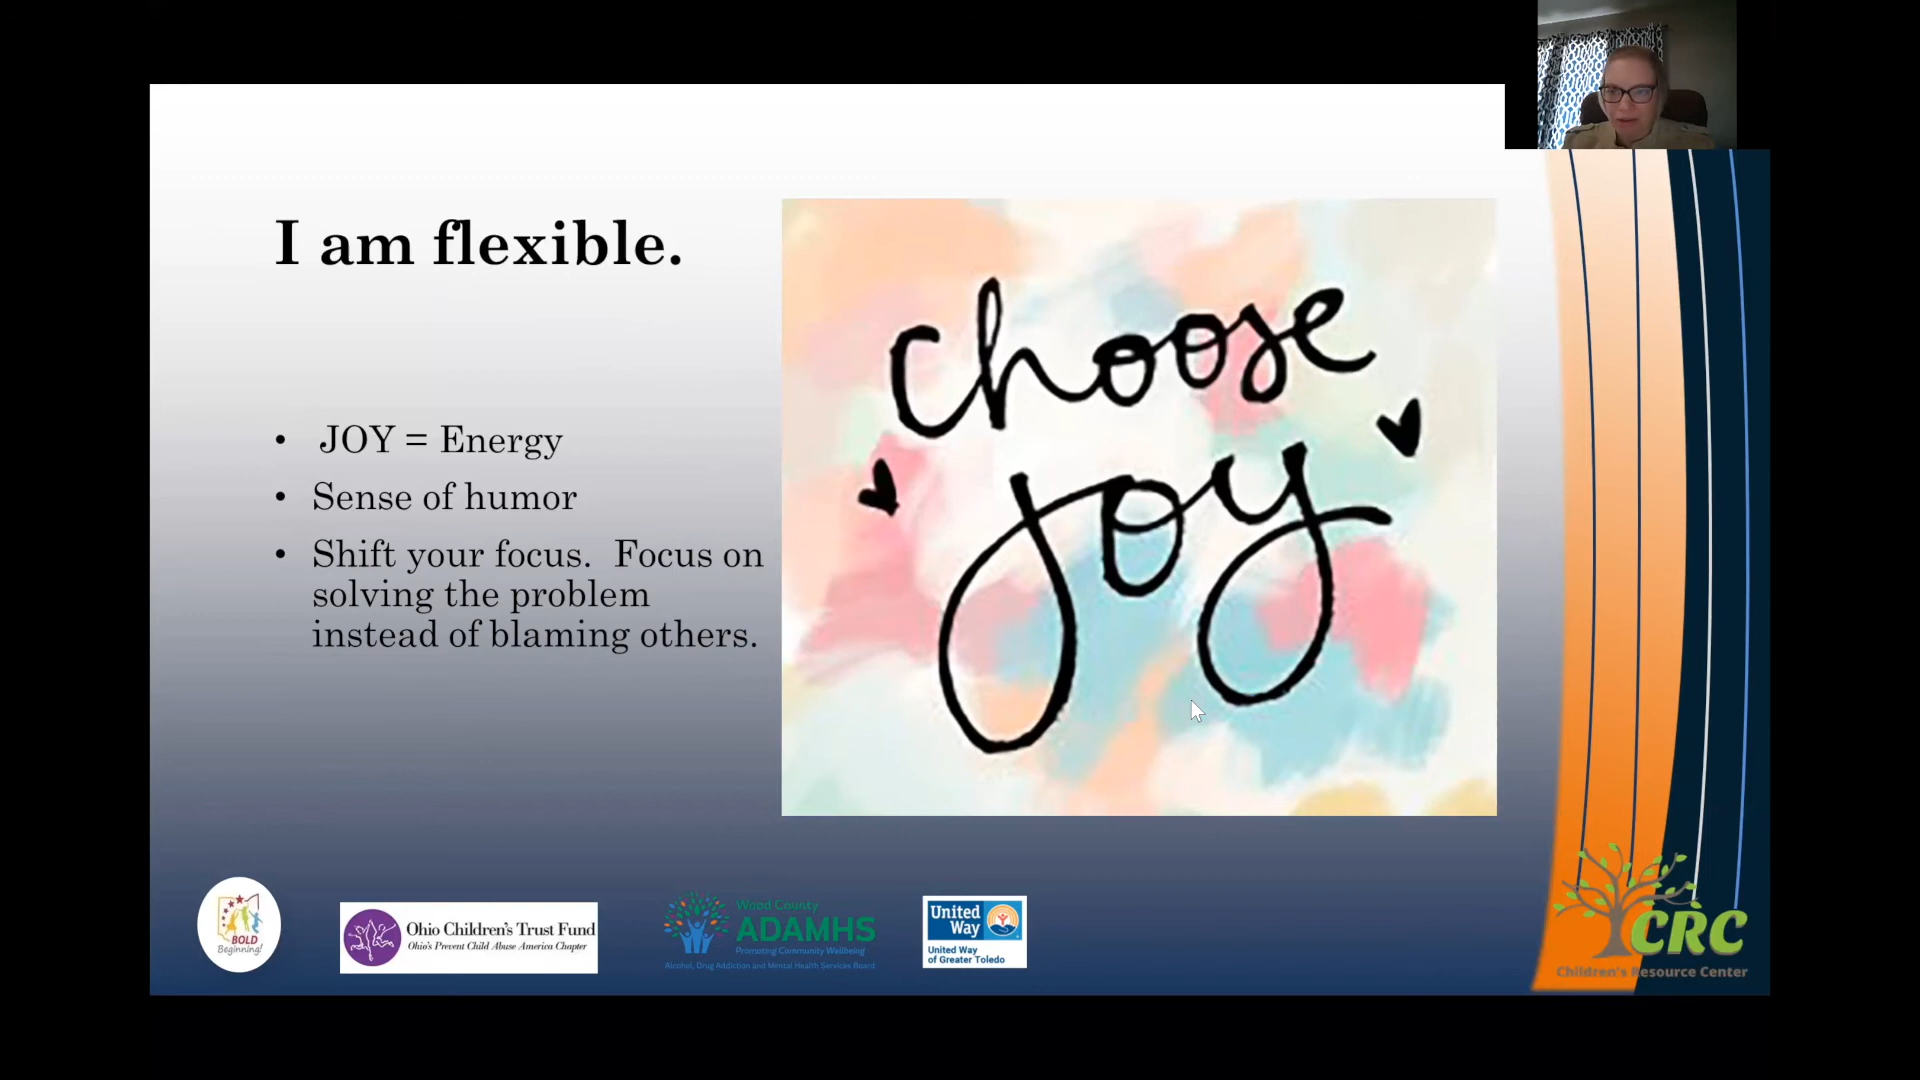 I am flexible.
• JOY = Energy
• Sense of humor
• Shift your focus.  Focus on
solving the problem
instead of blaming others.
choose
joy
BOLD
Beginning!
Ohio Children's Trust Fund
Ohio's Prevent Child Abuse America Chapter
Wood County
ADAMHS
Promoting Community Wellbeing
Alcohol, Drug Addiction and Mental Health Services Board
United
Way
United Way
of Greater Toledo
CRC
Children's Resource Center